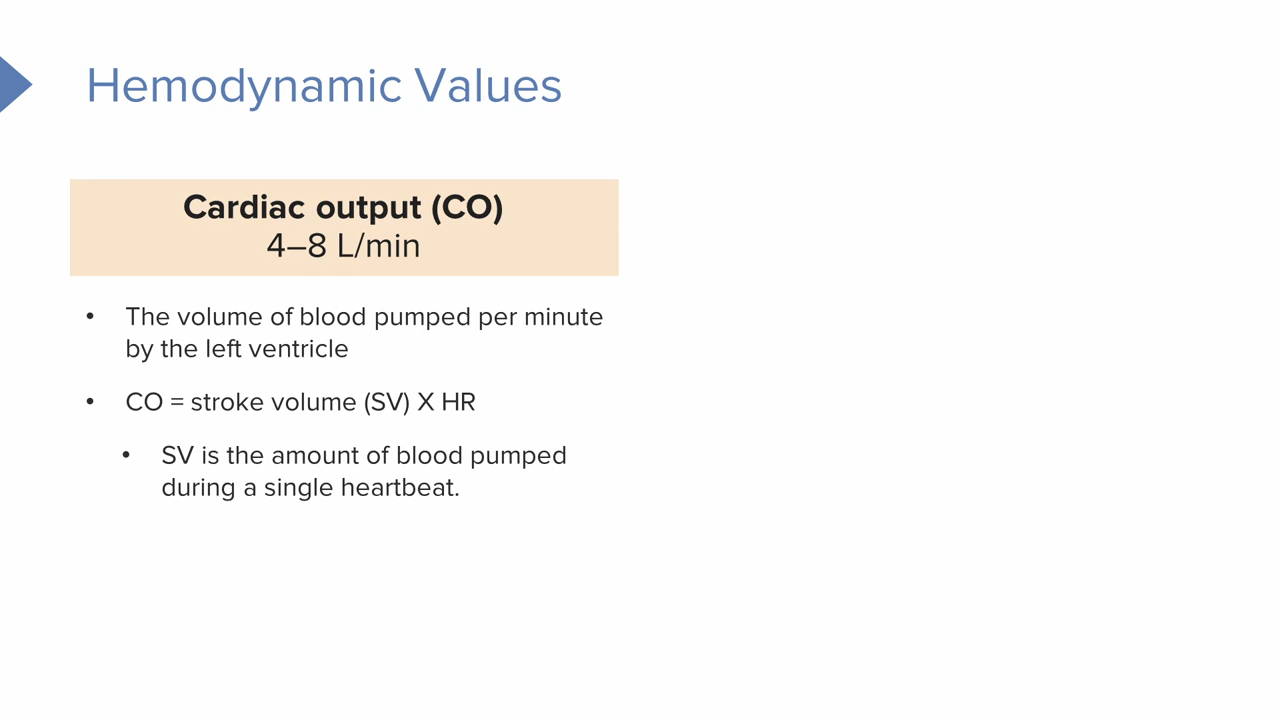 Hemodynamic Values
Cardiac output (CO)
4–8 L/min
• The volume of blood pumped per minute
by the left ventricle
• CO = stroke volume (SV) X HR
• SV is the amount of blood pumped
during a single heartbeat.